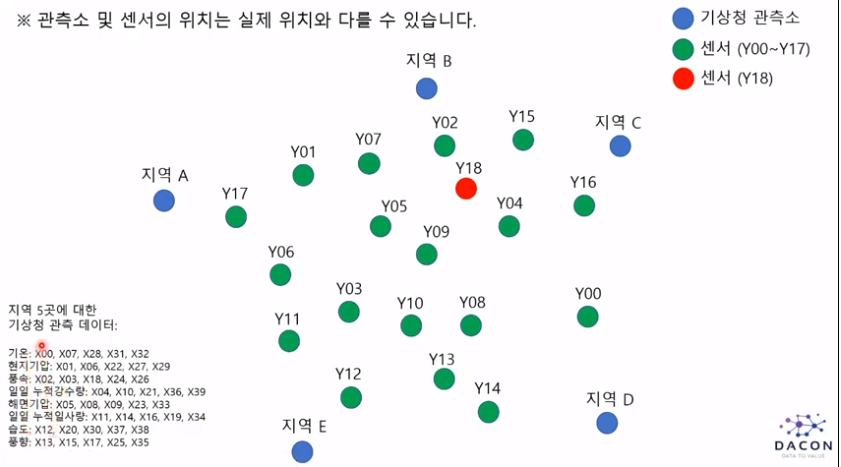 ※ 관측소 및 센서의 위치는 실제 위치와 다를 수 있습니다.
기상청 관측소
센서 (Y00~Y17)
센서 (Y18)
지역 B
Y15
Y02
지역 C
Y07
Y01
Y18
지역 A
Y16
Y17
Y05
Y04
Y09
Y06
Y03
Y10
Y08
Y00
Y11
Y13
Y12
Y14
지역 D
지역 E
지역 5곳에 대한
기상청 관측 데이터:
기온: X00, X07, X28, X31, X32
현지기압: X01, X06, X22, X27, X29
풍속: X02, X03, X18, X24, X26
일일 누적강수량: X04, X10, X21, X36, X39
해면기압: X05, X08, X09, X23, X33
일일 누적일사량: X11, X14, X16, X19, X34
습도: X12, X20, X30, X37, X38
풍향: X13, X15, X17, X25, X35
DACON
DATA TO VALUE